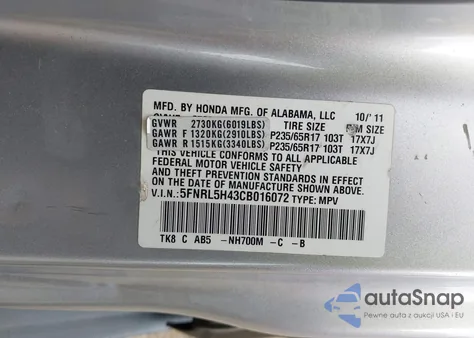 MFD. BY HONDA MFG. OF ALABAMA, LLC 10/'11
GVWR 2730KG(6019LBS) TIRE SIZE SIZE
GAWR F 1320KG(2910LBS) P235/65R17 103T 17X7J
GAWR R 1515KG(3340LBS) P235/65R17 103T 17X7J
THIS VEHICLE CONFORMS TO ALL APPLICABLE
FEDERAL MOTOR VEHICLE SAFETY
AND THEFT PREVENTION STANDARDS IN EFFECT
ON THE DATE OF MANUFACTURE SHOWN ABOVE.
V.I.N.:5FNRL5H43CB016072 TYPE: MPV
TK8 C AB5 -NH700M -C -B
autoSnap
Pewne auta z aukcji USA i EU